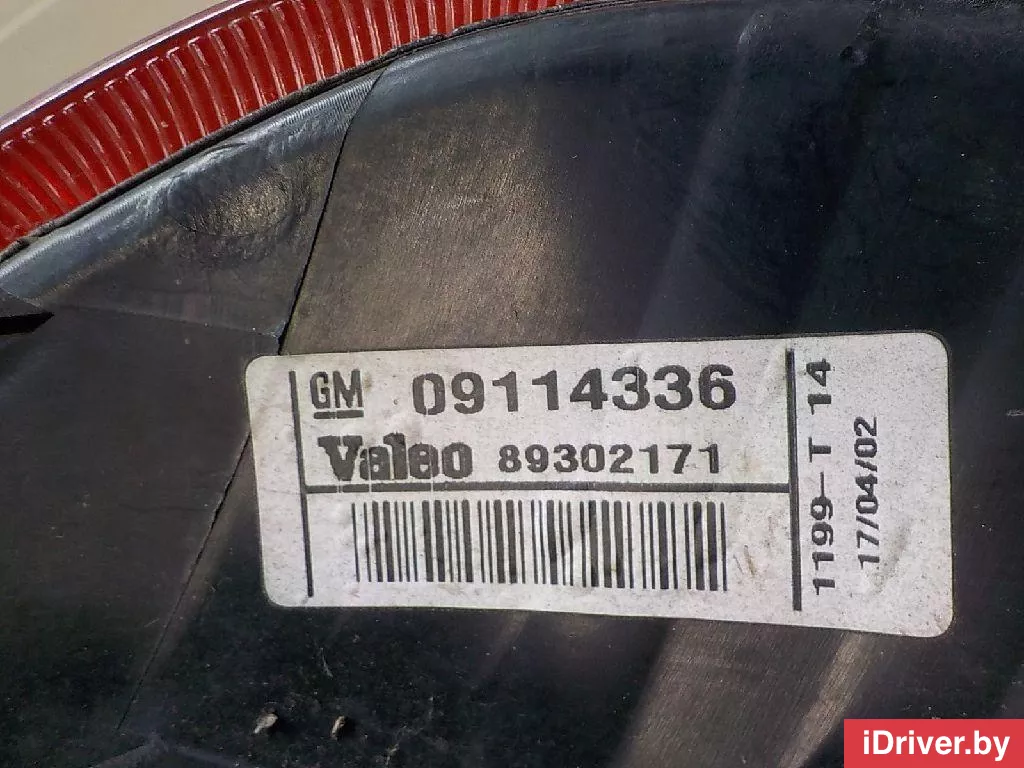 GM 09114336
Valeo 89302171
1199-T 14
17/04/02
iDriver.by